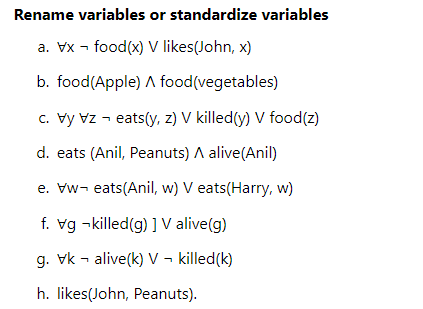 Rename variables or standardize variables
a. ∀x ¬ food(x) V likes(John, x)
b. food(Apple) Λ food(vegetables)
c. ∀y ∀z ¬ eats(y, z) V killed(y) V food(z)
d. eats (Anil, Peanuts) Λ alive(Anil)
e. ∀w¬ eats(Anil, w) V eats(Harry, w)
f. ∀g ¬killed(g) ] V alive(g)
g. ∀k ¬ alive(k) V ¬ killed(k)
h. likes(John, Peanuts).